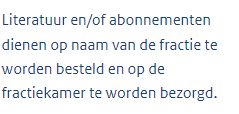 Literatuur en/of abonnementen
dienen op naam van de fractie te
worden besteld en op de
fractiekamer te worden bezorgd.